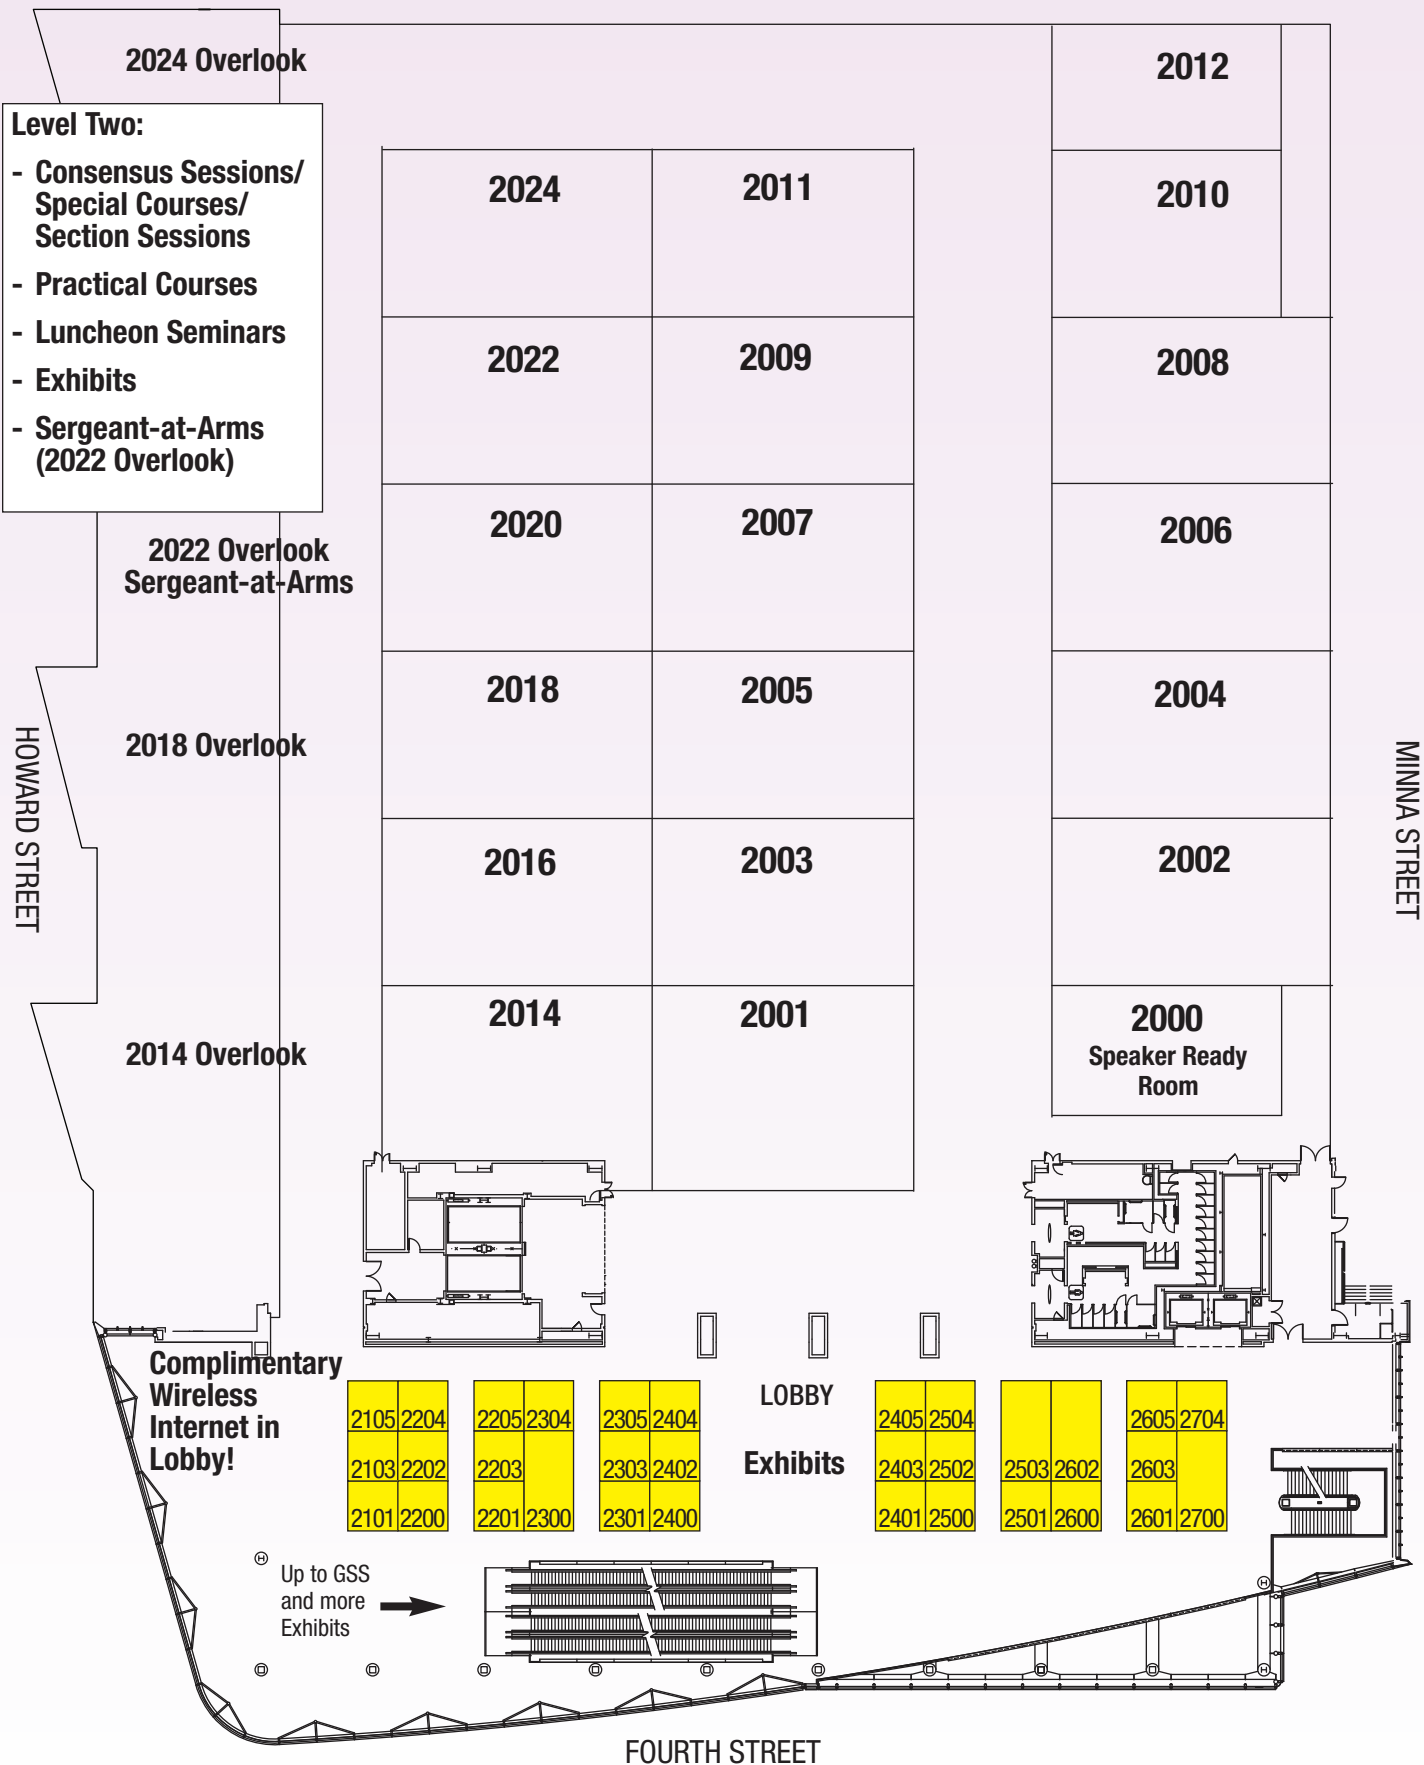 2024 Overlook
Level Two:
- Consensus Sessions/
Special Courses/
Section Sessions
- Practical Courses
- Luncheon Seminars
- Exhibits
- Sergeant-at-Arms
(2022 Overlook)
2022 Overlook
Sergeant-at-Arms
2018 Overlook
2014 Overlook
HOWARD STREET
2024
2011
2022
2009
2020
2007
2018
2005
2016
2003
2014
2001
2012
2010
2008
2006
2004
2002
2000
Speaker Ready
Room
MINNA STREET
Complimentary
Wireless
Internet in
Lobby!
2105 2204
2103 2202
2101 2200
2205 2304
2203
2201 2300
2305 2404
2303 2402
2301 2400
LOBBY
Exhibits
2405 2504
2403 2502
2401 2500
2503 2602
2501 2600
2605 2704
2603
2601 2700
Up to GSS
and more
Exhibits
FOURTH STREET